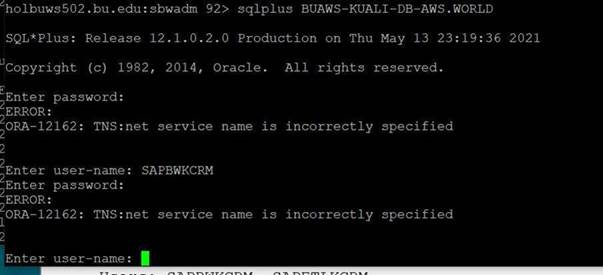 holbuws502.bu.edu:sbwadm 92> sqlplus BUAWS-KUALI-DB-AWS.WORLD
SQL*Plus: Release 12.1.0.2.0 Production on Thu May 13 23:19:36 2021
Copyright (c) 1982, 2014, Oracle.  All rights reserved.
Enter password:
ERROR:
ORA-12162: TNS:net service name is incorrectly specified
Enter user-name: SAPBWKCRM
Enter password:
ERROR:
ORA-12162: TNS:net service name is incorrectly specified
Enter user-name: